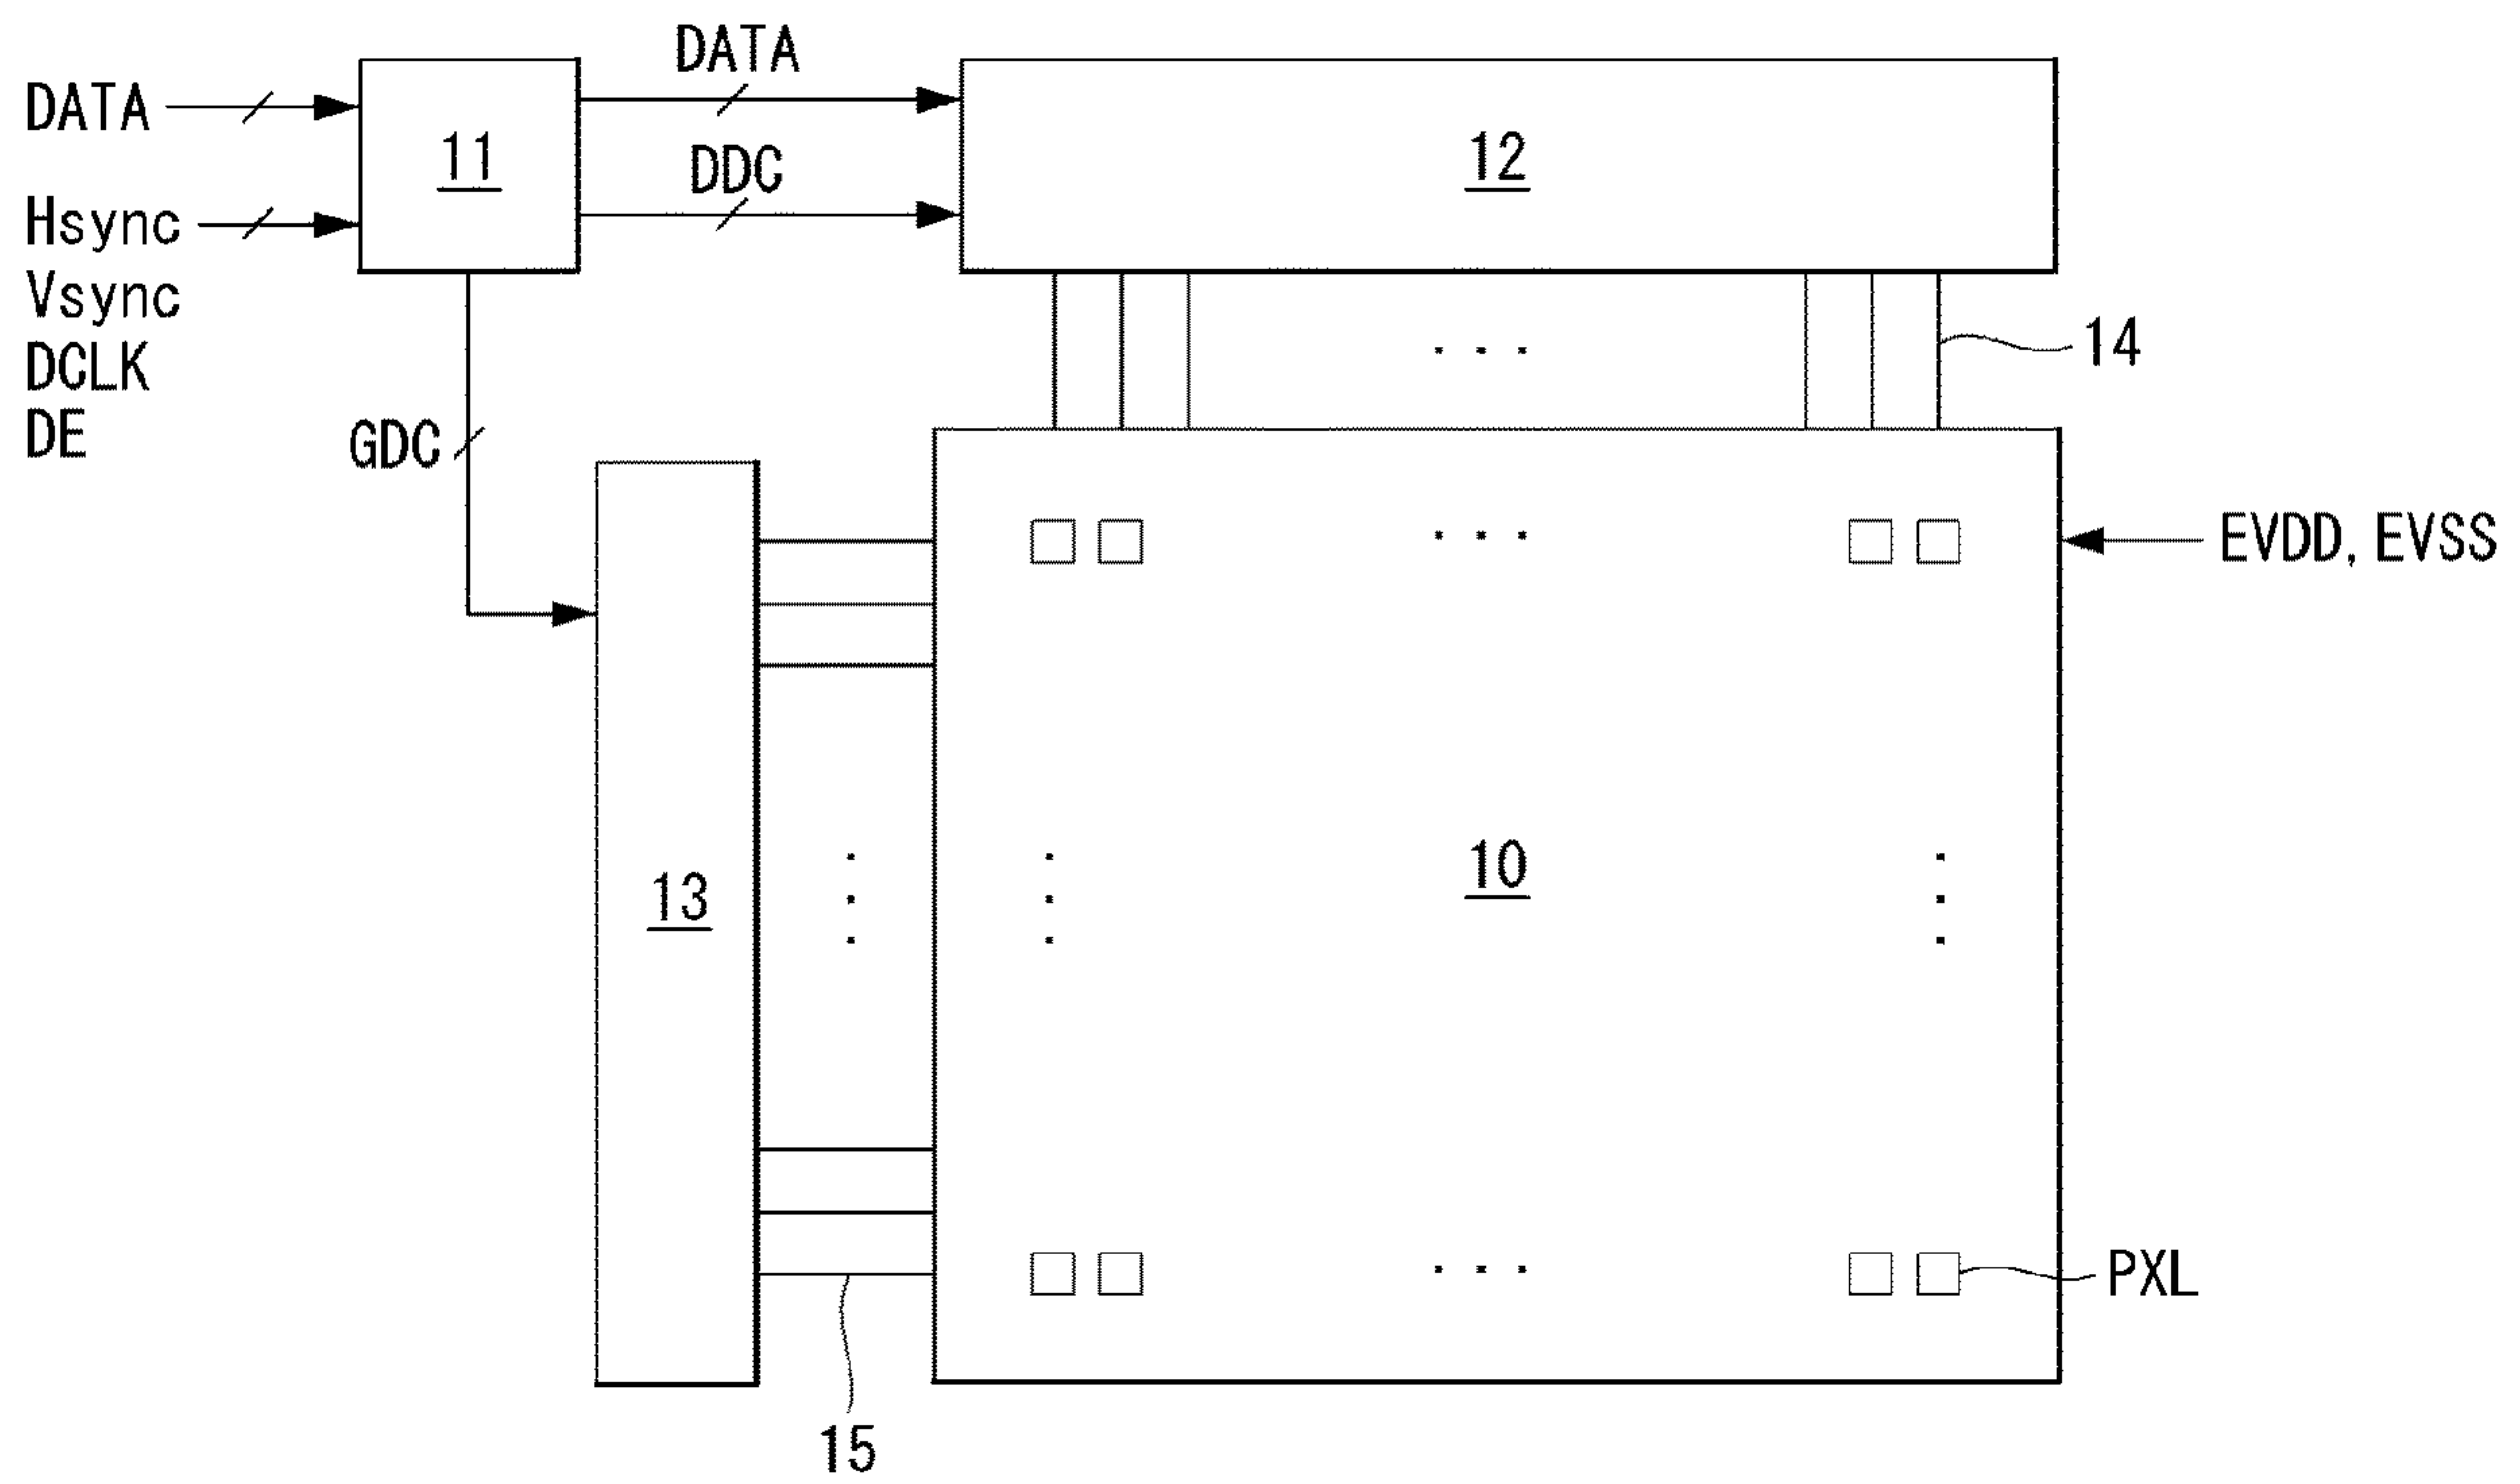 DATA
DATA
11
12
DDC
Hsync
Vsync
DCLK
DE
14
GDC
EVDD, EVSS
10
13
PXL
15